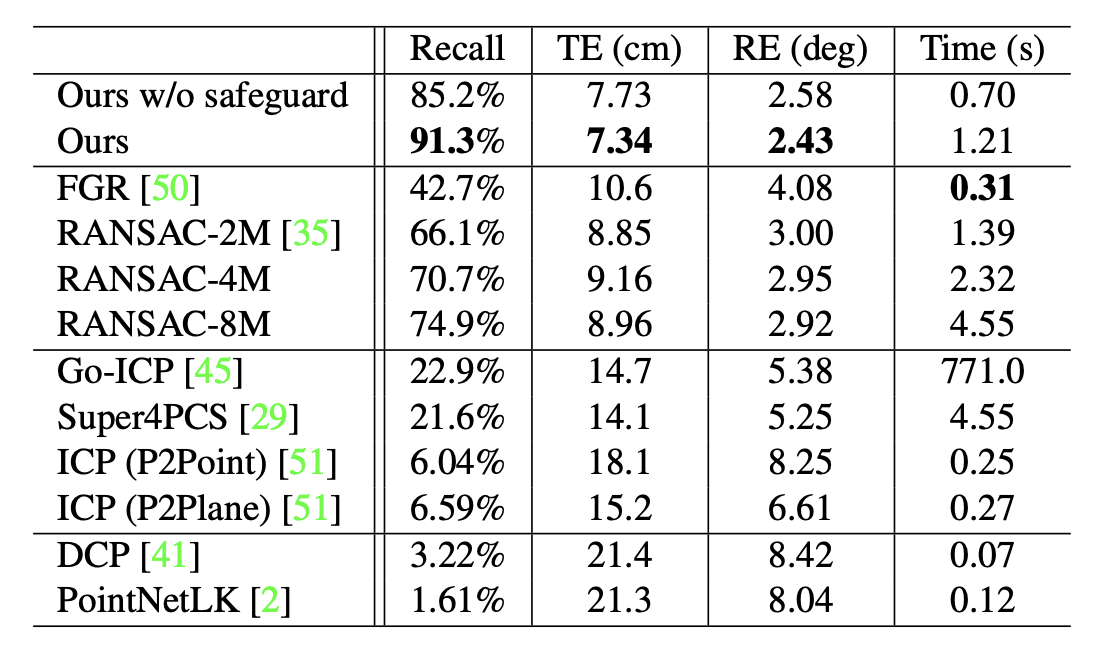 Recall TE (cm) RE (deg) Time (s)
Ours w/o safeguard 85.2% 7.73 2.58 0.70
Ours 91.3% 7.34 2.43 1.21
FGR [50] 42.7% 10.6 4.08 0.31
RANSAC-2M [35] 66.1% 8.85 3.00 1.39
RANSAC-4M 70.7% 9.16 2.95 2.32
RANSAC-8M 74.9% 8.96 2.92 4.55
Go-ICP [45] 22.9% 14.7 5.38 771.0
Super4PCS [29] 21.6% 14.1 5.25 4.55
ICP (P2Point) [51] 6.04% 18.1 8.25 0.25
ICP (P2Plane) [51] 6.59% 15.2 6.61 0.27
DCP [41] 3.22% 21.4 8.42 0.07
PointNetLK [2] 1.61% 21.3 8.04 0.12